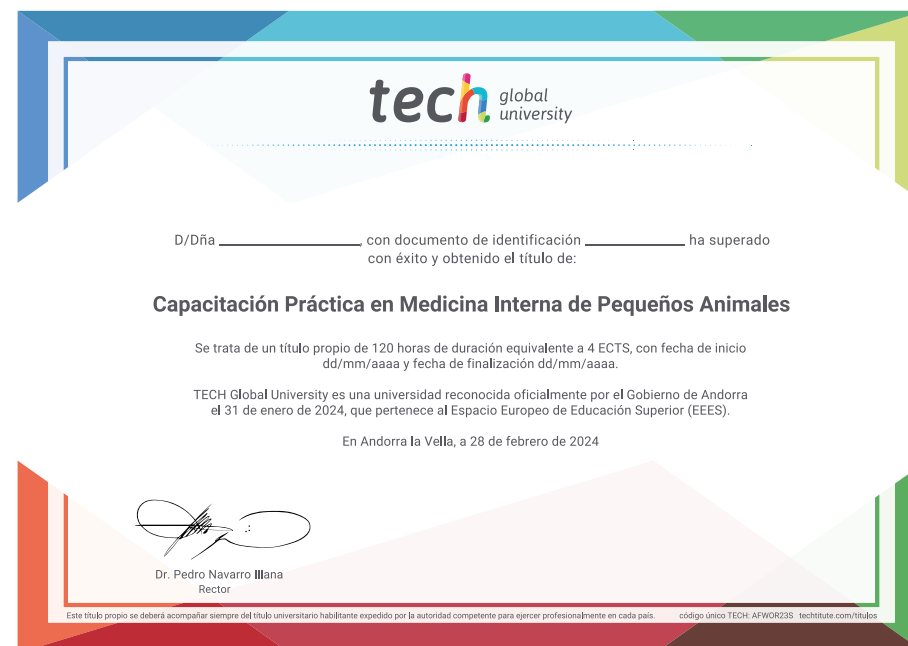 tech global university
D/Dña , con documento de identificación ha superado
con éxito y obtenido el título de:
Capacitación Práctica en Medicina Interna de Pequeños Animales
Se trata de un título propio de 120 horas de duración equivalente a 4 ECTS, con fecha de inicio
dd/mm/aaaa y fecha de finalización dd/mm/aaaa.
TECH Global University es una universidad reconocida oficialmente por el Gobierno de Andorra
el 31 de enero de 2024, que pertenece al Espacio Europeo de Educación Superior (EEES).
En Andorra la Vella, a 28 de febrero de 2024
Dr. Pedro Navarro Illana
Rector
Este título propio se deberá acompañar siempre del título universitario habilitante expedido por la autoridad competente para ejercer profesionalmente en cada país. código único TECH: AFWOR23S techtitute.com/titulos